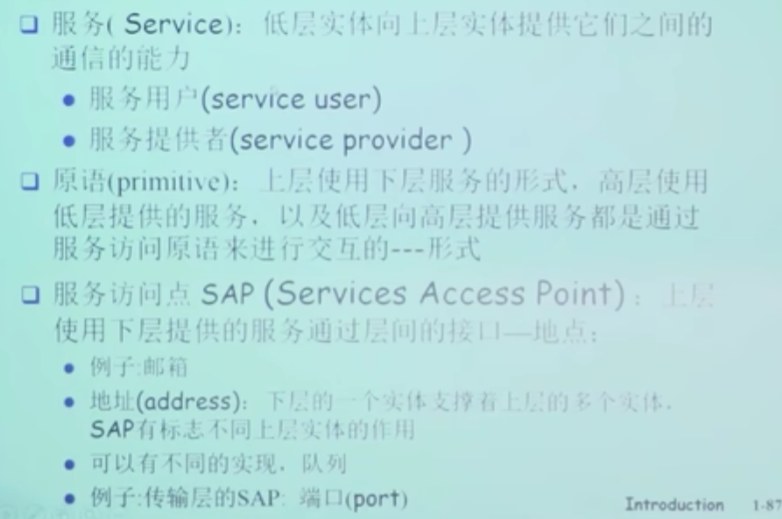 服务( Service)：低层实体向上层实体提供它们之间的
通信的能力
服务用户(service user)
服务提供者(service provider )
原语(primitive)：上层使用下层服务的形式，高层使用
低层提供的服务，以及低层向高层提供服务都是通过
服务访问原语来进行交互的---形式
服务访问点 SAP (Services Access Point)：上层
使用下层提供的服务通过层间的接口—地点；
例子:邮箱
地址(address)：下层的一个实体支撑着上层的多个实体，
SAP有标志不同上层实体的作用
可以有不同的实现，队列
例子:传输层的SAP: 端口(port)
Introduction 1-87